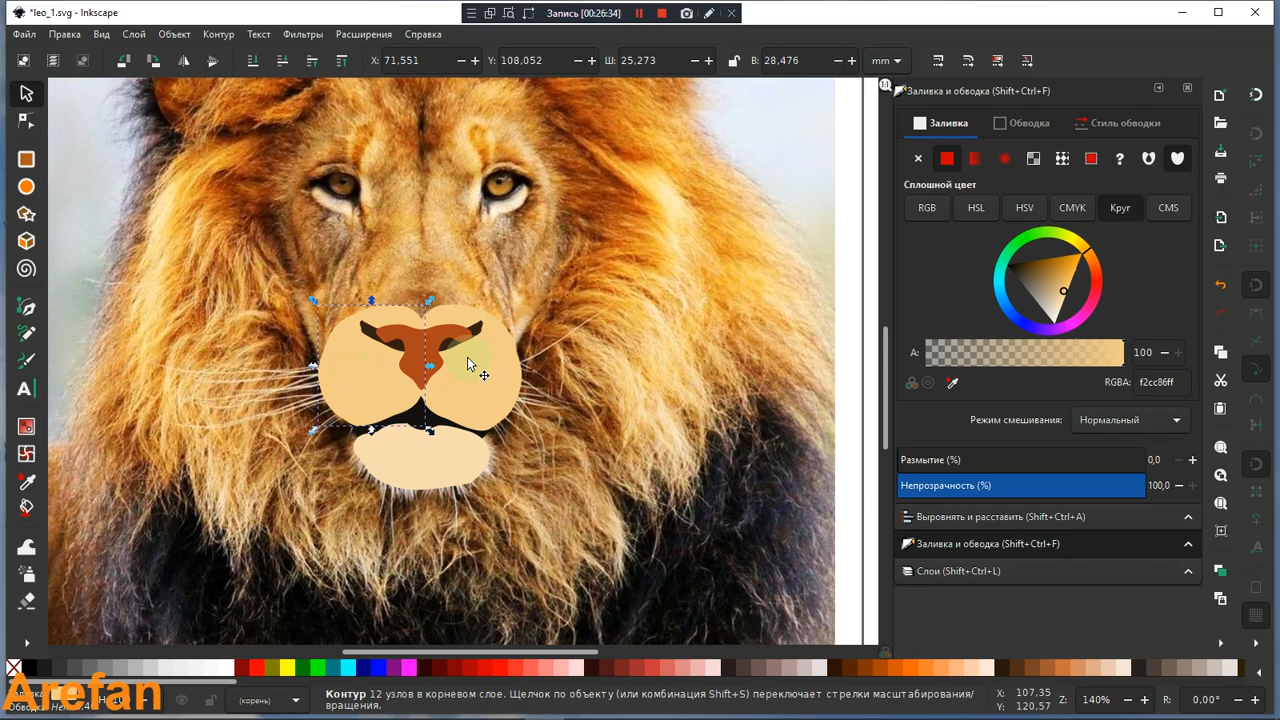 *leo_1.svg - Inkscape
Запись [00:26:34]
Файл Правка Вид Слой Объект Контур Текст Фильтры Расширения Справка
X: 71,551 Y: 108,052 Ш: 25,273 В: 28,476 mm
Заливка и обводка (Shift+Ctrl+F)
Заливка Обводка Стиль обводки
Сплошной цвет
RGB HSL HSV CMYK Круг CMS
A: 100
RGBA: f2cc86ff
Режим смешивания: Нормальный
Размытие (%) 0,0
Непрозрачность (%) 100,0
Выровнять и расставить (Shift+Ctrl+A)
Заливка и обводка (Shift+Ctrl+F)
Слои (Shift+Ctrl+L)
Arefan
(корень)
Контур 12 узлов в корневом слое. Щелчок по объекту (или комбинация Shift+S) переключает стрелки масштабирования/
вращения.
X: 107,35
Y: 120,57
Z: 140%
R: 0,00°